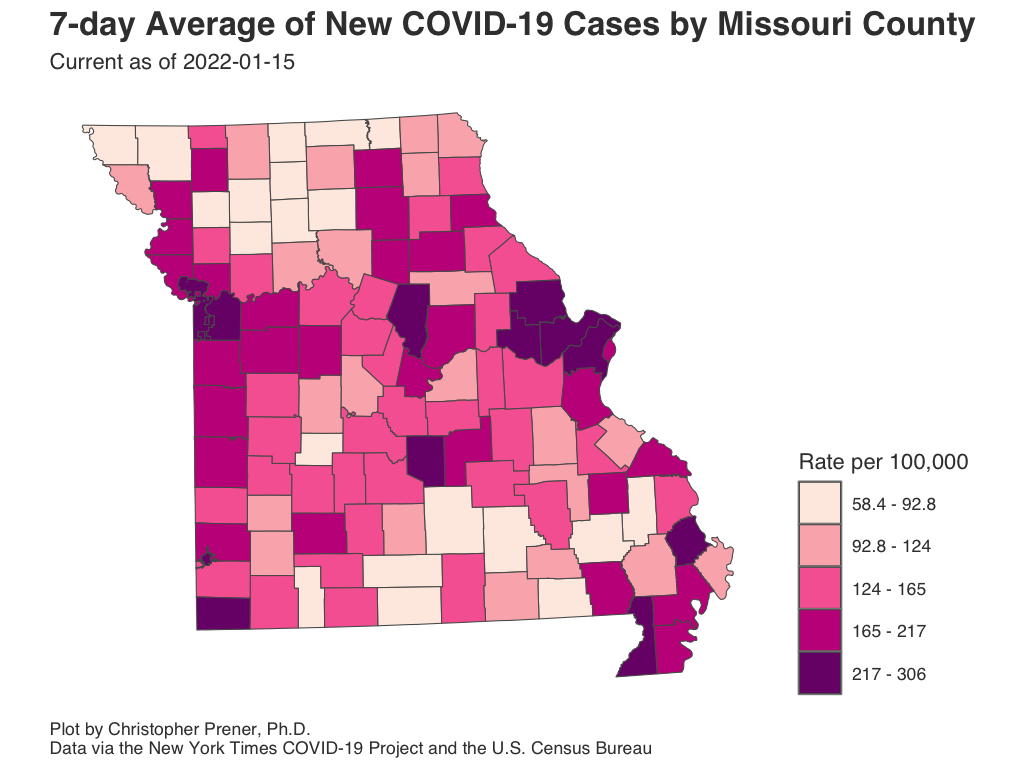 7-day Average of New COVID-19 Cases by Missouri County
Current as of 2022-01-15
Rate per 100,000
58.4 - 92.8
92.8 - 124
124 - 165
165 - 217
217 - 306
Plot by Christopher Prener, Ph.D.
Data via the New York Times COVID-19 Project and the U.S. Census Bureau